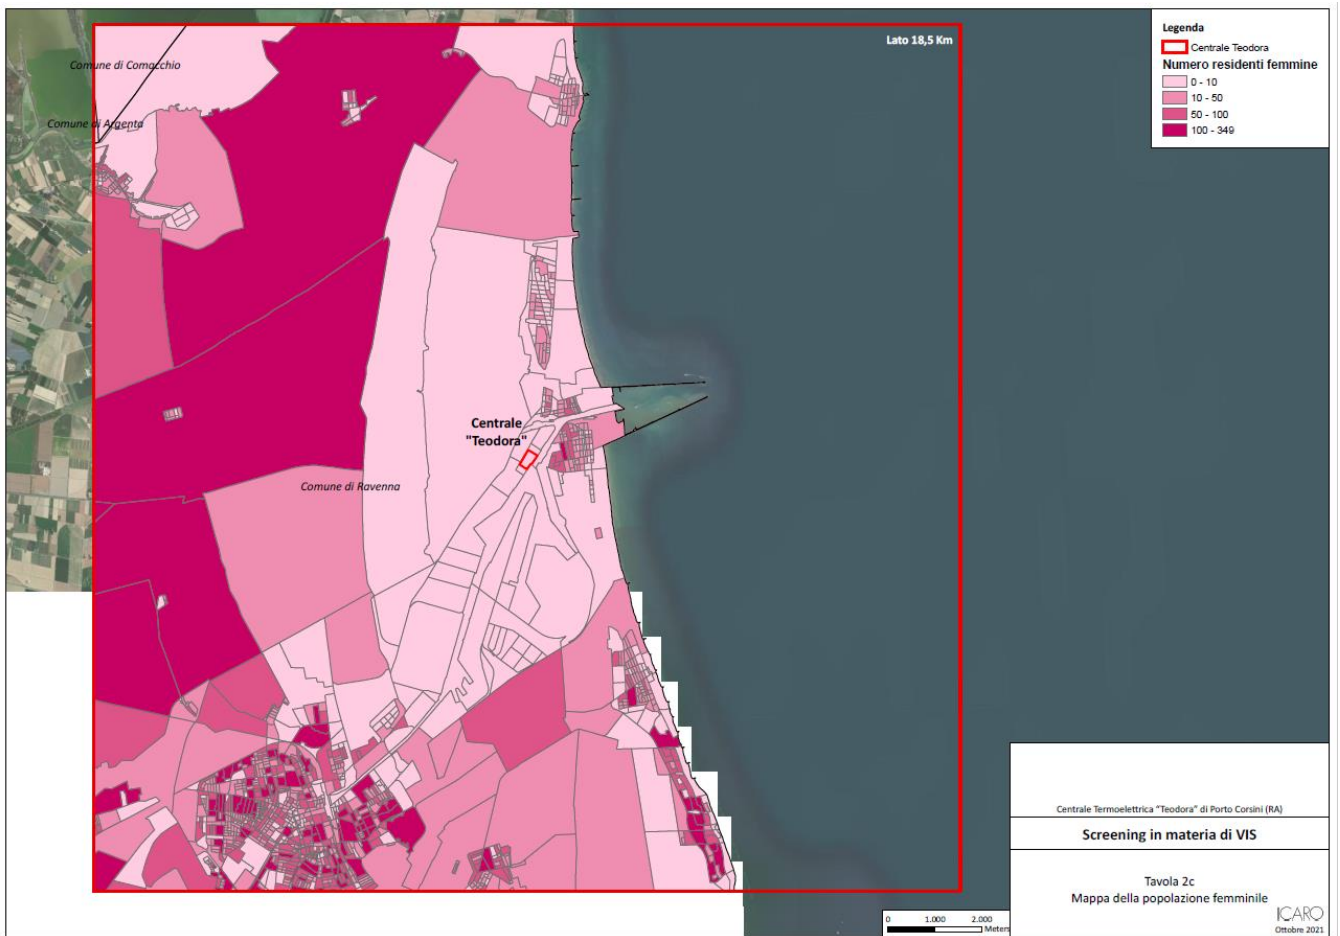 Lato 18,5 Km
Legenda
Centrale Teodora
Numero residenti femmine
0 - 10
10 - 50
50 - 100
100 - 349
Comune di Comacchio
Comune di Argenta
Centrale
"Teodora"
Comune di Ravenna
Centrale Termoelettrica "Teodora" di Porto Corsini (RA)
Screening in materia di VIS
Tavola 2c
Mappa della popolazione femminile
ICARO
Ottobre 2021
0 1.000 2.000
Meters